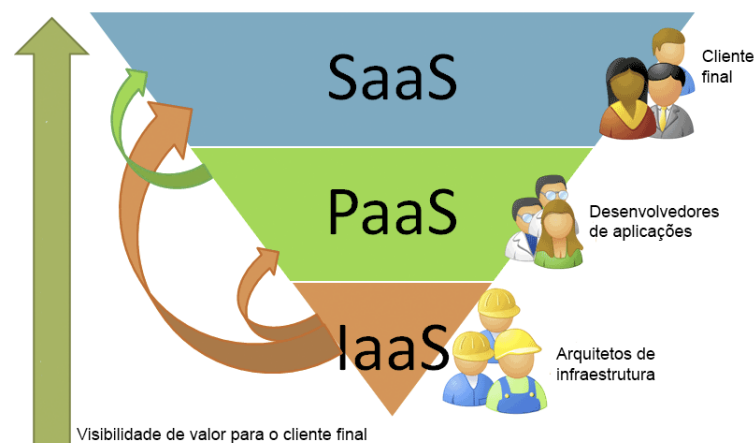 SaaS
Cliente
final
PaaS
Desenvolvedores
de aplicações
IaaS
Arquitetos de
infraestrutura
Visibilidade de valor para o cliente final